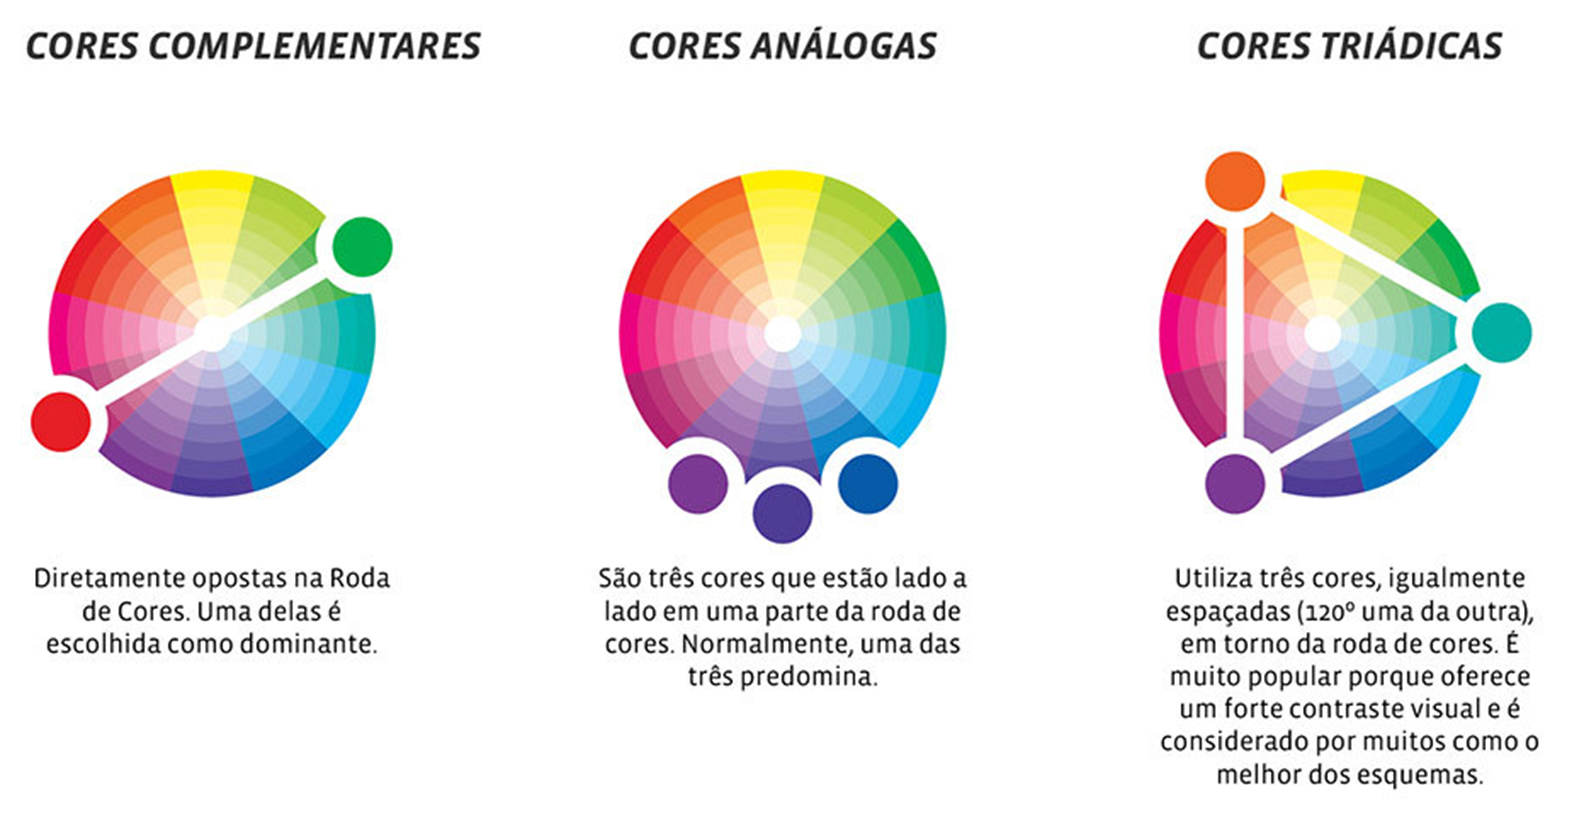 CORES COMPLEMENTARES
Diretamente opostas na Roda
de Cores. Uma delas é
escolhida como dominante.
CORES ANÁLOGAS
São três cores que estão lado a
lado em uma parte da roda de
cores. Normalmente, uma das
três predomina.
CORES TRIÁDICAS
Utiliza três cores, igualmente
espaçadas (120º uma da outra),
em torno da roda de cores. É
muito popular porque oferece
um forte contraste visual e é
considerado por muitos como o
melhor dos esquemas.